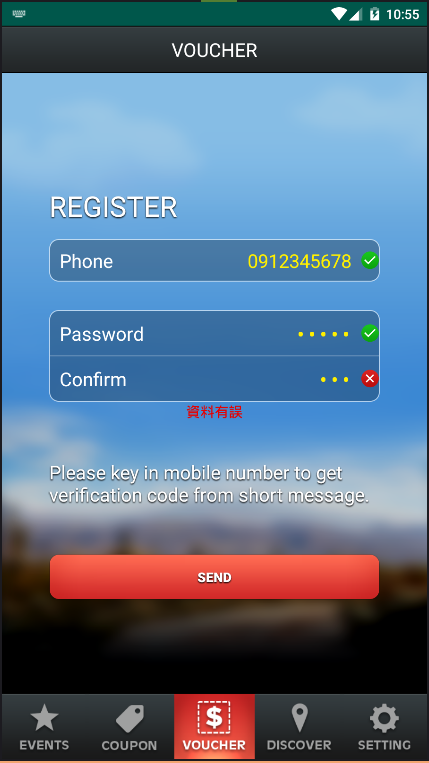 10:55
VOUCHER
REGISTER
Phone 0912345678
Password •••••
Confirm •••
資料有誤
Please key in mobile number to get
verification code from short message.
SEND
EVENTS COUPON VOUCHER DISCOVER SETTING